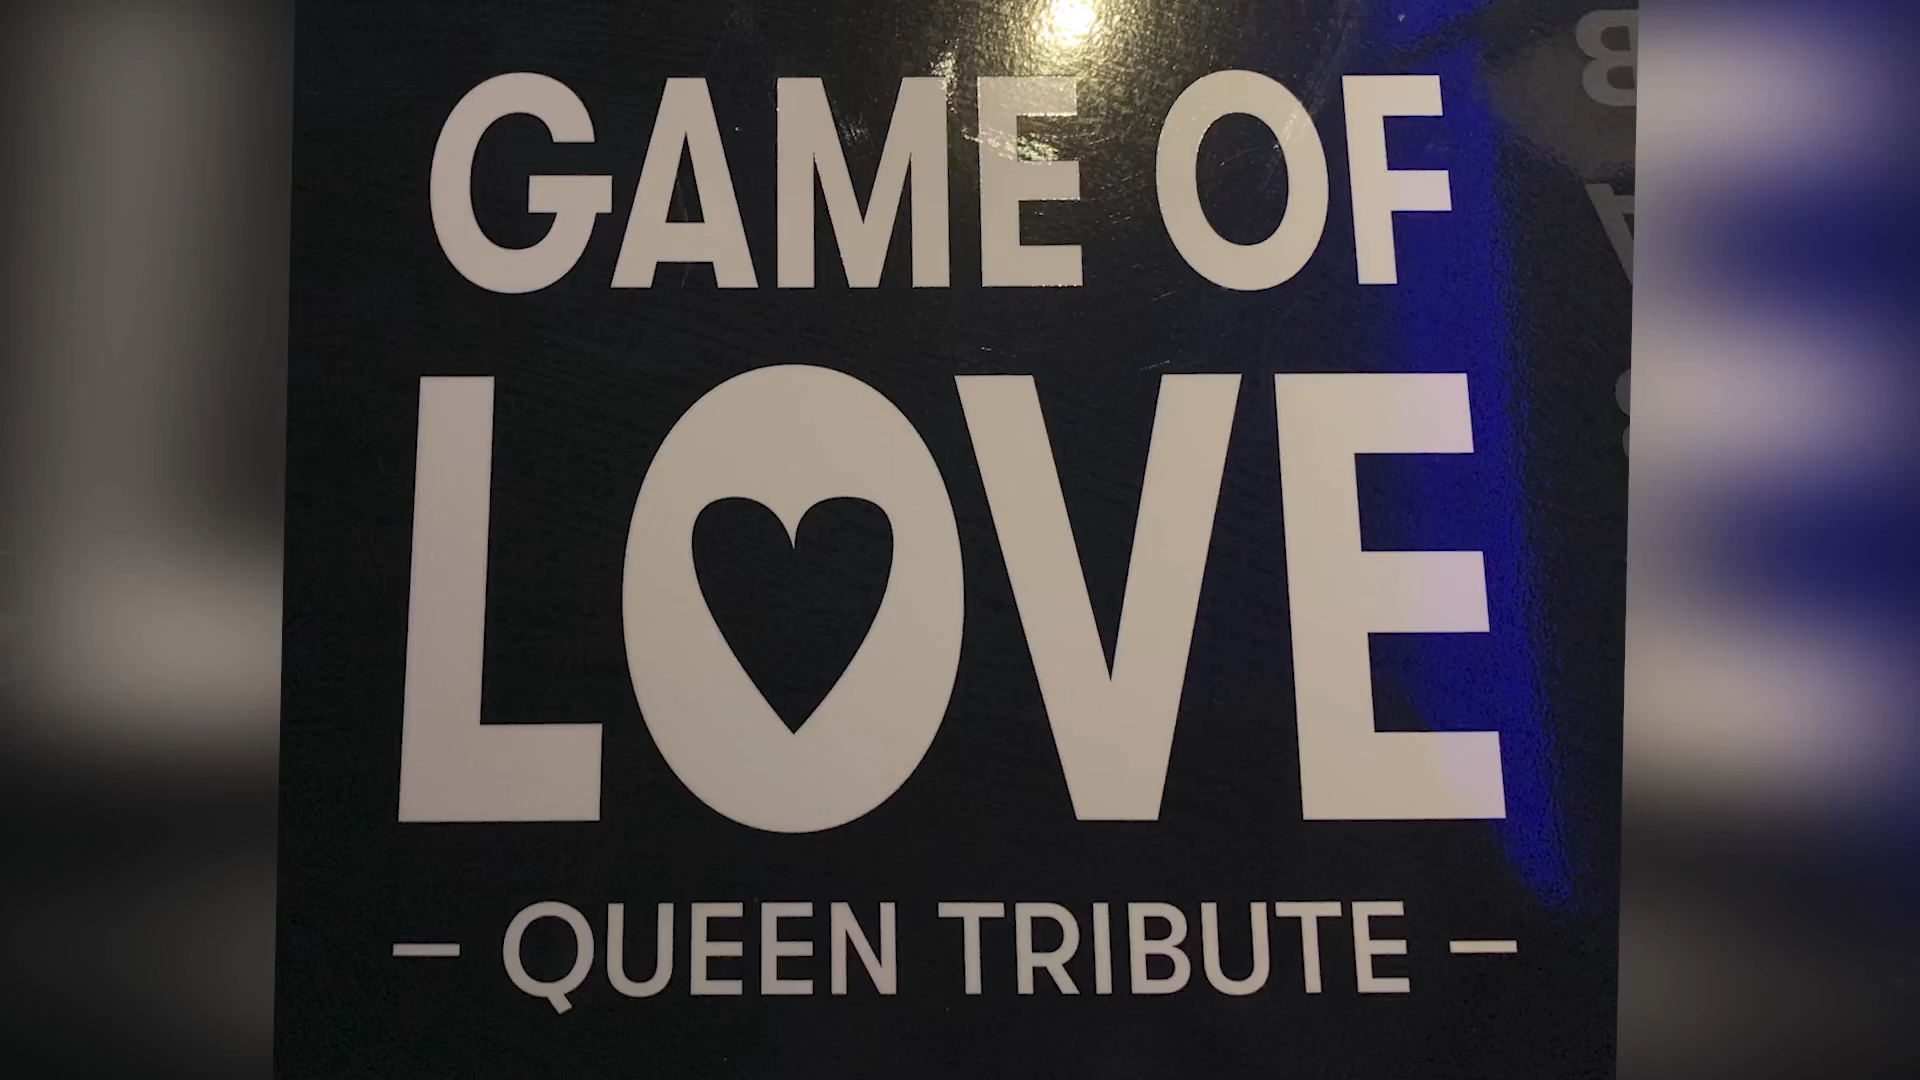 GAME OF
LOVE
– QUEEN TRIBUTE –